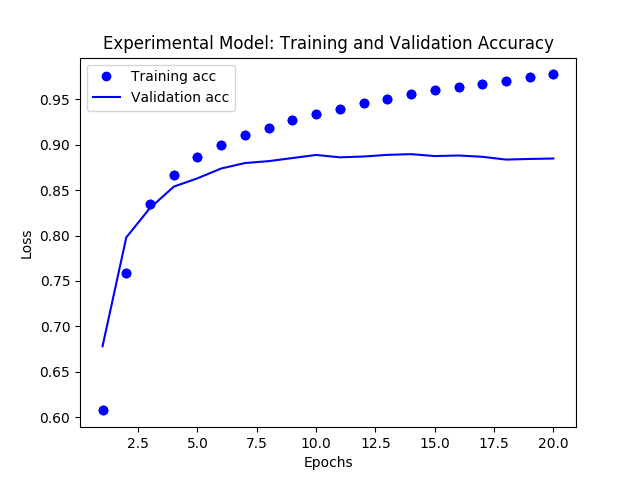 Experimental Model: Training and Validation Accuracy
Training acc
Validation acc
0.95
0.90
0.85
0.80
0.75
0.70
0.65
0.60
Loss
2.5 5.0 7.5 10.0 12.5 15.0 17.5 20.0
Epochs